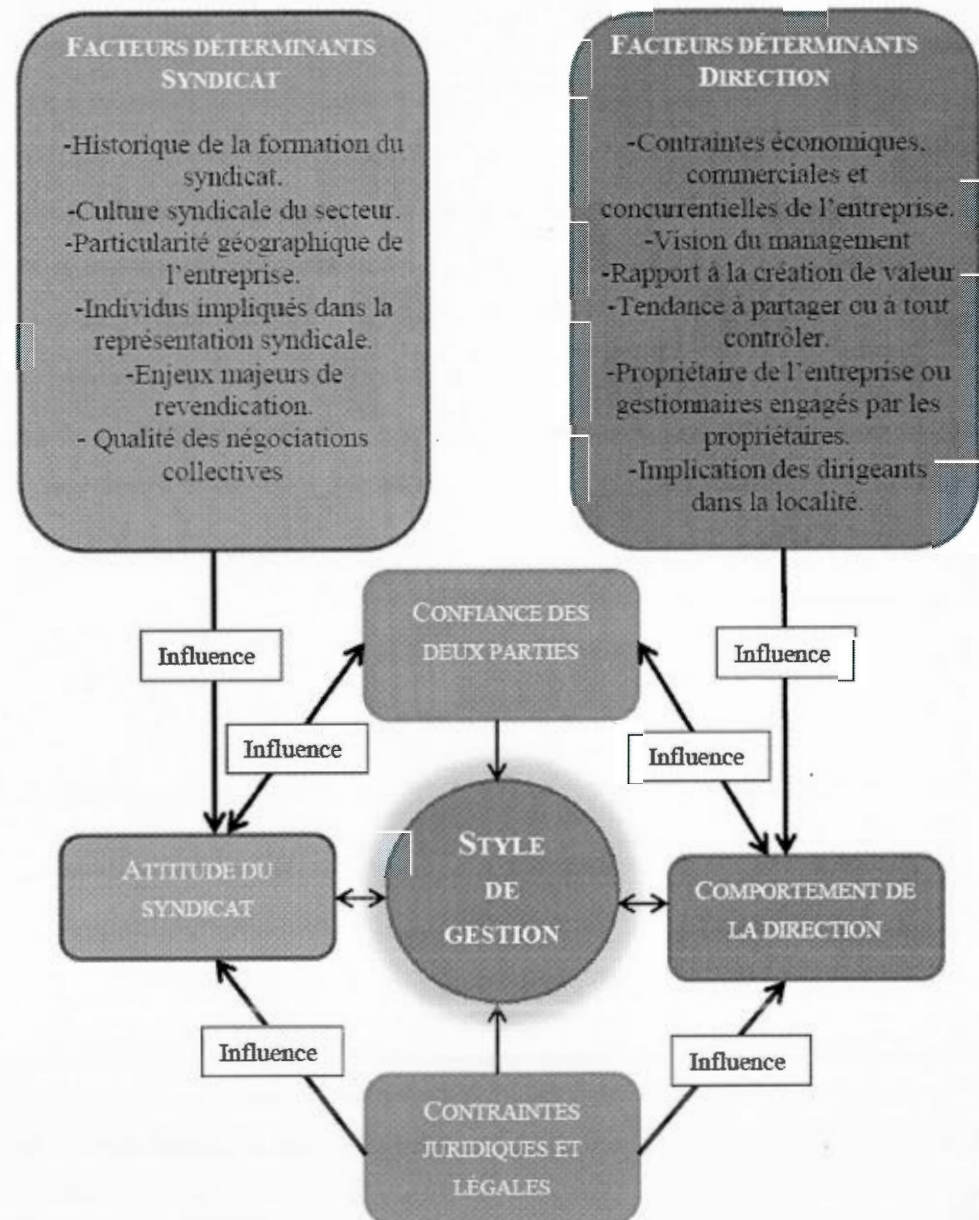 FACTEURS DÉTERMINANTS
SYNDICAT
-Historique de la formation du
syndicat.
-Culture syndicale du secteur.
-Particularité géographique de
l'entreprise.
-Individus impliqués dans la
représentation syndicale.
-Enjeux majeurs de
revendication.
- Qualité des négociations
collectives
FACTEURS DÉTERMINANTS
DIRECTION
-Contraintes économiques,
commerciales et
concurrentielles de l'entreprise.
-Vision du management
-Rapport à la création de valeur
-Tendance à partager ou à tout
contrôler.
-Propriétaire de l'entreprise ou
gestionnaires engagés par les
propriétaires.
-Implication des dirigeants
dans la localité.
CONFIANCE DES
DEUX PARTIES
Influence
Influence
Influence
Influence
STYLE
DE
GESTION
ATTITUDE DU
SYNDICAT
COMPORTEMENT DE
LA DIRECTION
Influence
Influence
CONTRAINTES
JURIDIQUES ET
LÉGALES